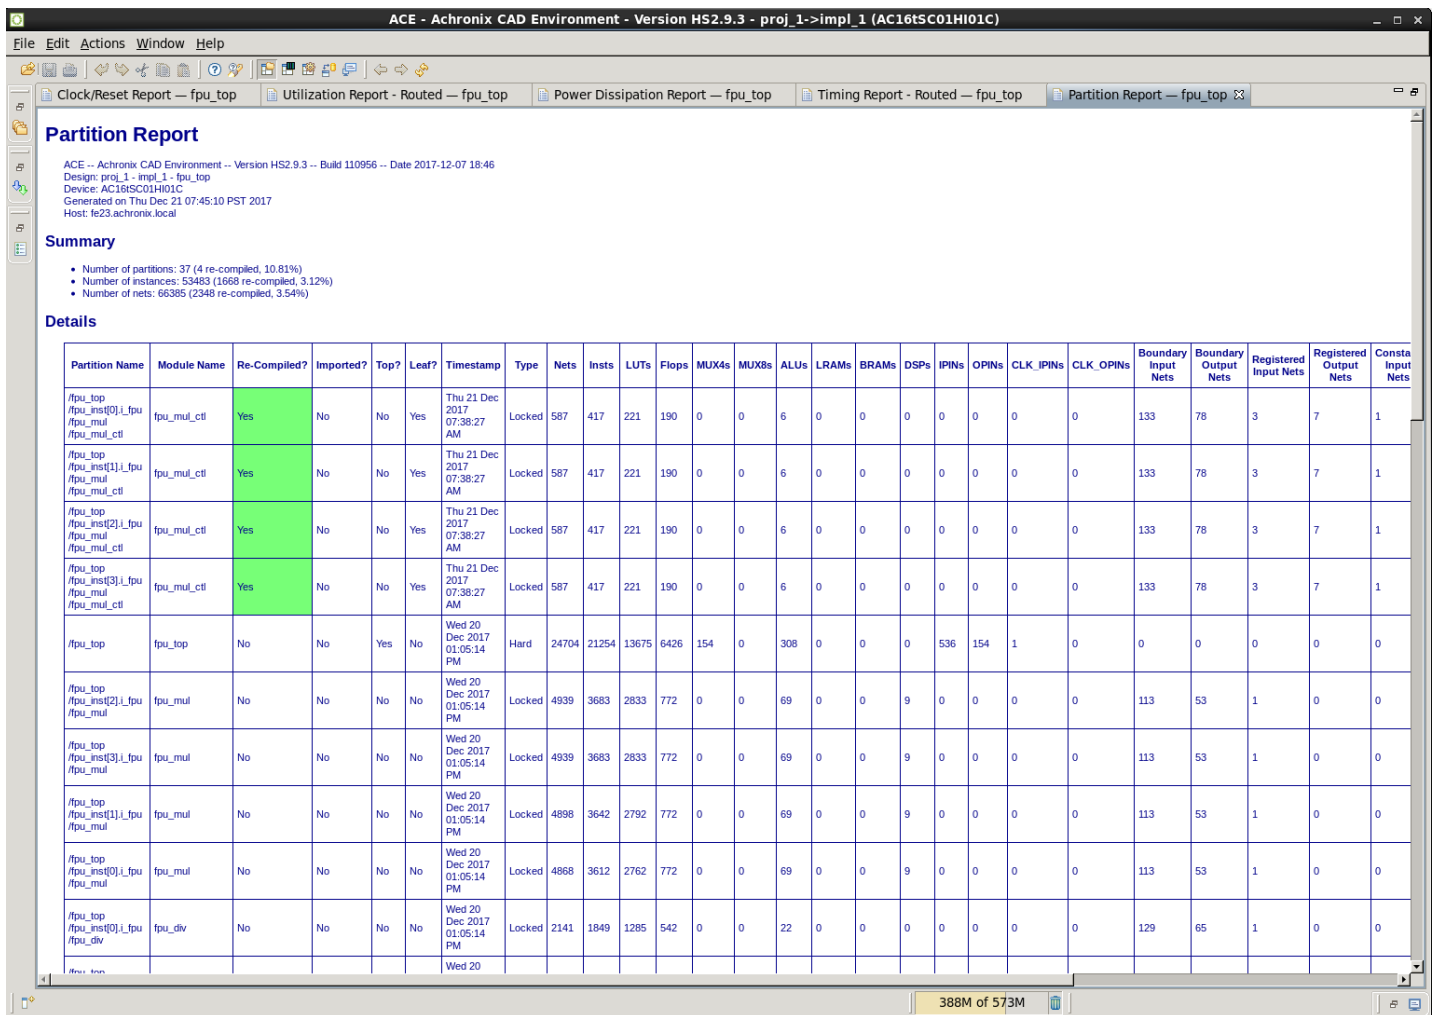 ACE - Achronix CAD Environment - Version HS2.9.3 - proj_1->impl_1 (AC16tSC01HI01C)
File Edit Actions Window Help
Clock/Reset Report — fpu_top Utilization Report - Routed — fpu_top Power Dissipation Report — fpu_top Timing Report - Routed — fpu_top Partition Report — fpu_top
Partition Report
ACE -- Achronix CAD Environment -- Version HS2.9.3 -- Build 110956 -- Date 2017-12-07 18:46
Design: proj_1 - impl_1 - fpu_top
Device: AC16tSC01HI01C
Generated on Thu Dec 21 07:45:10 PST 2017
Host: fe23.achronix.local
Summary
• Number of partitions: 37 (4 re-compiled, 10.81%)
• Number of instances: 53483 (1668 re-compiled, 3.12%)
• Number of nets: 66385 (2348 re-compiled, 3.54%)
Details
Partition Name Module Name Re-Compiled? Imported? Top? Leaf? Timestamp Type Nets Insts LUTs Flops MUX4s MUX8s ALUs LRAMs BRAMs DSPs IPINs OPINs CLK_IPINs CLK_OPINs Boundary Input Nets Boundary Output Nets Registered Input Nets Registered Output Nets Consta Input Nets
/fpu_top /fpu_inst[0].i_fpu /fpu_mul /fpu_mul_ctl fpu_mul_ctl Yes No No Yes Thu 21 Dec 2017 07:38:27 AM Locked 587 417 221 190 0 0 6 0 0 0 0 0 0 0 133 78 3 7 1
/fpu_top /fpu_inst[1].i_fpu /fpu_mul /fpu_mul_ctl fpu_mul_ctl Yes No No Yes Thu 21 Dec 2017 07:38:27 AM Locked 587 417 221 190 0 0 6 0 0 0 0 0 0 0 133 78 3 7 1
/fpu_top /fpu_inst[2].i_fpu /fpu_mul /fpu_mul_ctl fpu_mul_ctl Yes No No Yes Thu 21 Dec 2017 07:38:27 AM Locked 587 417 221 190 0 0 6 0 0 0 0 0 0 0 133 78 3 7 1
/fpu_top /fpu_inst[3].i_fpu /fpu_mul /fpu_mul_ctl fpu_mul_ctl Yes No No Yes Thu 21 Dec 2017 07:38:27 AM Locked 587 417 221 190 0 0 6 0 0 0 0 0 0 0 133 78 3 7 1
/fpu_top fpu_top No No Yes No Wed 20 Dec 2017 01:05:14 PM Hard 24704 21254 13675 6426 154 0 308 0 0 0 536 154 1 0 0 0 0 0 0
/fpu_top /fpu_inst[2].i_fpu /fpu_mul fpu_mul No No No No Wed 20 Dec 2017 01:05:14 PM Locked 4939 3683 2833 772 0 0 69 0 0 9 0 0 0 0 113 53 1 0 0
/fpu_top /fpu_inst[3].i_fpu /fpu_mul fpu_mul No No No No Wed 20 Dec 2017 01:05:14 PM Locked 4939 3683 2833 772 0 0 69 0 0 9 0 0 0 0 113 53 1 0 0
/fpu_top /fpu_inst[1].i_fpu /fpu_mul fpu_mul No No No No Wed 20 Dec 2017 01:05:14 PM Locked 4898 3642 2792 772 0 0 69 0 0 9 0 0 0 0 113 53 1 0 0
/fpu_top /fpu_inst[0].i_fpu /fpu_mul fpu_mul No No No No Wed 20 Dec 2017 01:05:14 PM Locked 4868 3612 2762 772 0 0 69 0 0 9 0 0 0 0 113 53 1 0 0
/fpu_top /fpu_inst[0].i_fpu /fpu_div fpu_div No No No No Wed 20 Dec 2017 01:05:14 PM Locked 2141 1849 1285 542 0 0 22 0 0 0 0 0 0 0 129 65 1 0 0
/fpu_top Wed 20
388M of 573M